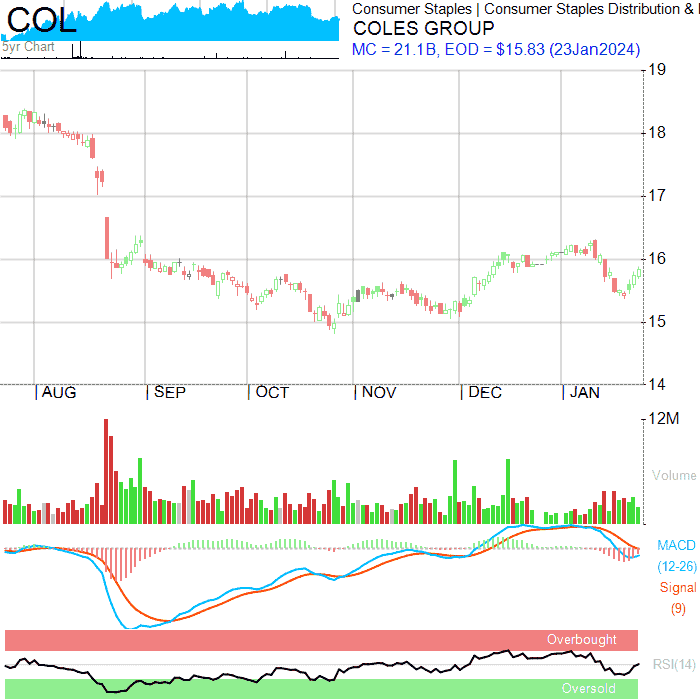 COL
Consumer Staples | Consumer Staples Distribution &
COLES GROUP
MC = 21.1B, EOD = $15.83 (23Jan2024)
5yr Chart
19
18
17
16
15
14
| AUG | SEP | OCT | NOV | DEC | JAN
12M
Volume
MACD
(12-26)
Signal
(9)
Overbought
RSI(14)
Oversold